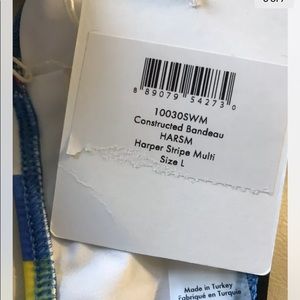 8 89079 54273 0
10030SWM
Constructed Bandeau
HARSM
Harper Stripe Multi
Size L
Made in Turkey
Fabriqué en Turquie